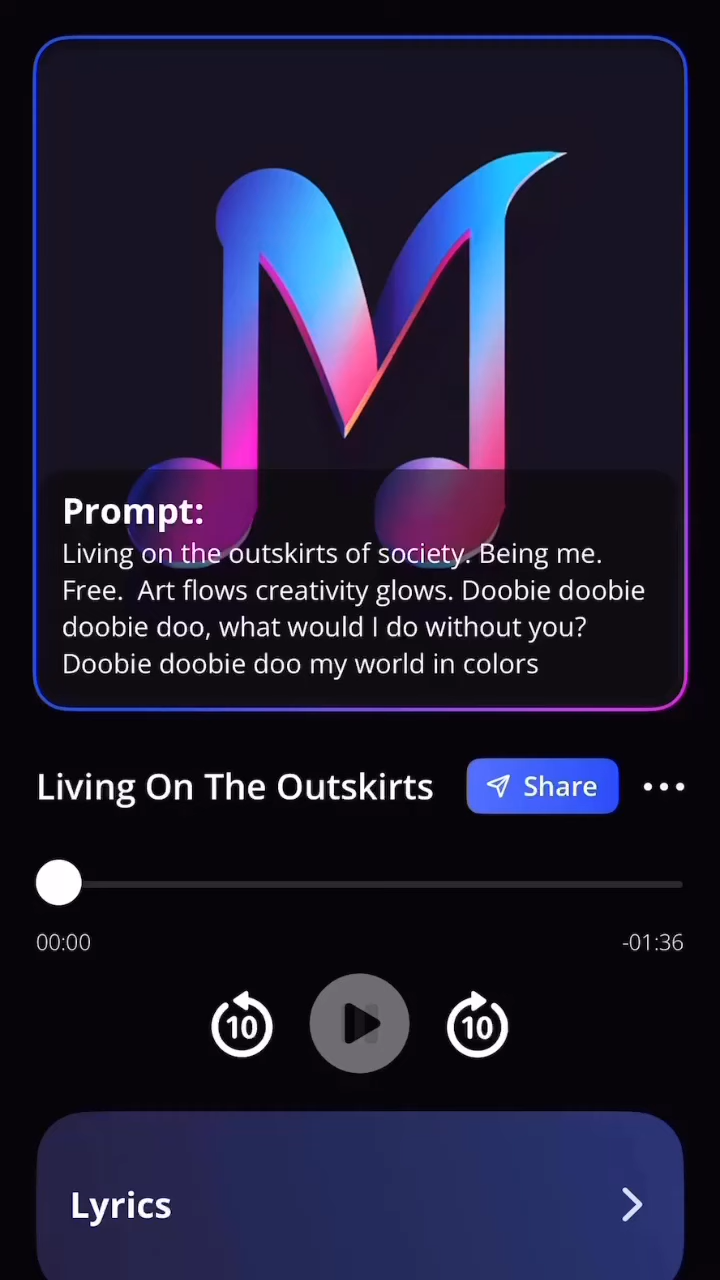 Prompt:
Living on the outskirts of society. Being me.
Free.  Art flows creativity glows. Doobie doobie
doobie doo, what would I do without you?
Doobie doobie doo my world in colors
Living On The Outskirts
Share
00:00
-01:36
10
10
Lyrics